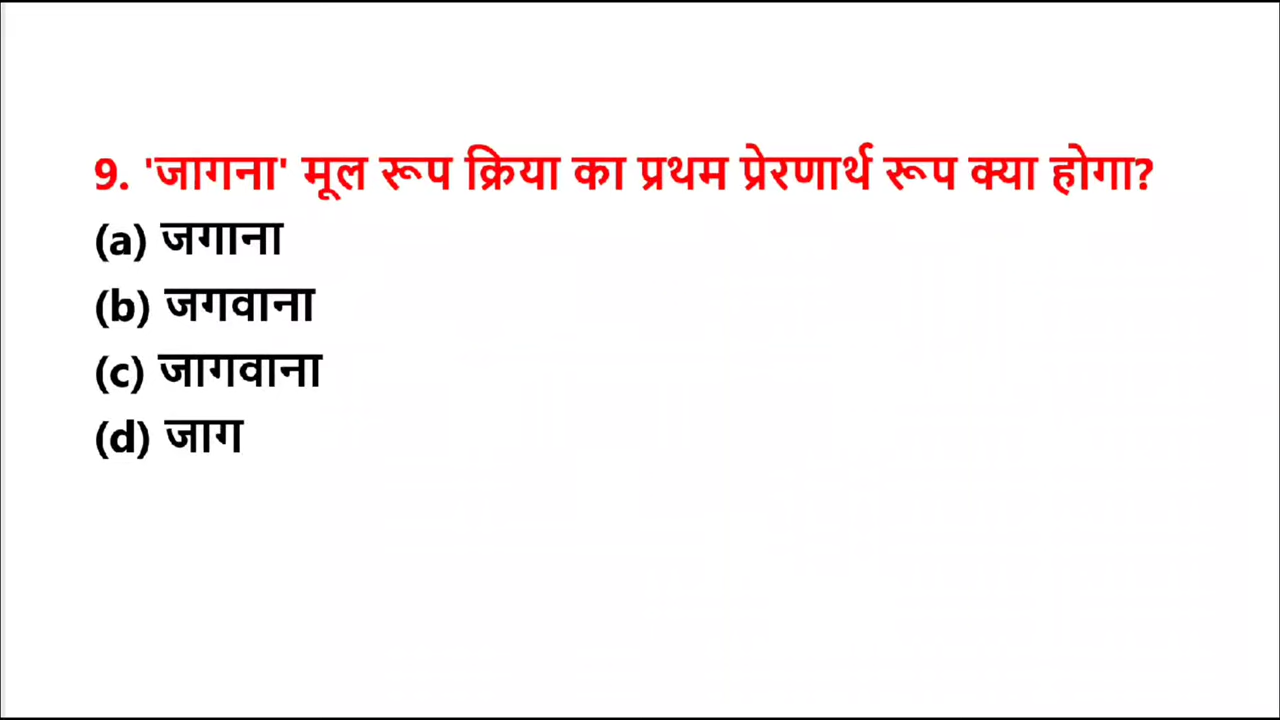 9. 'जागना' मूल रूप क्रिया का प्रथम प्रेरणार्थ रूप क्या होगा?
(a) जगाना
(b) जगवाना
(c) जागवाना
(d) जाग